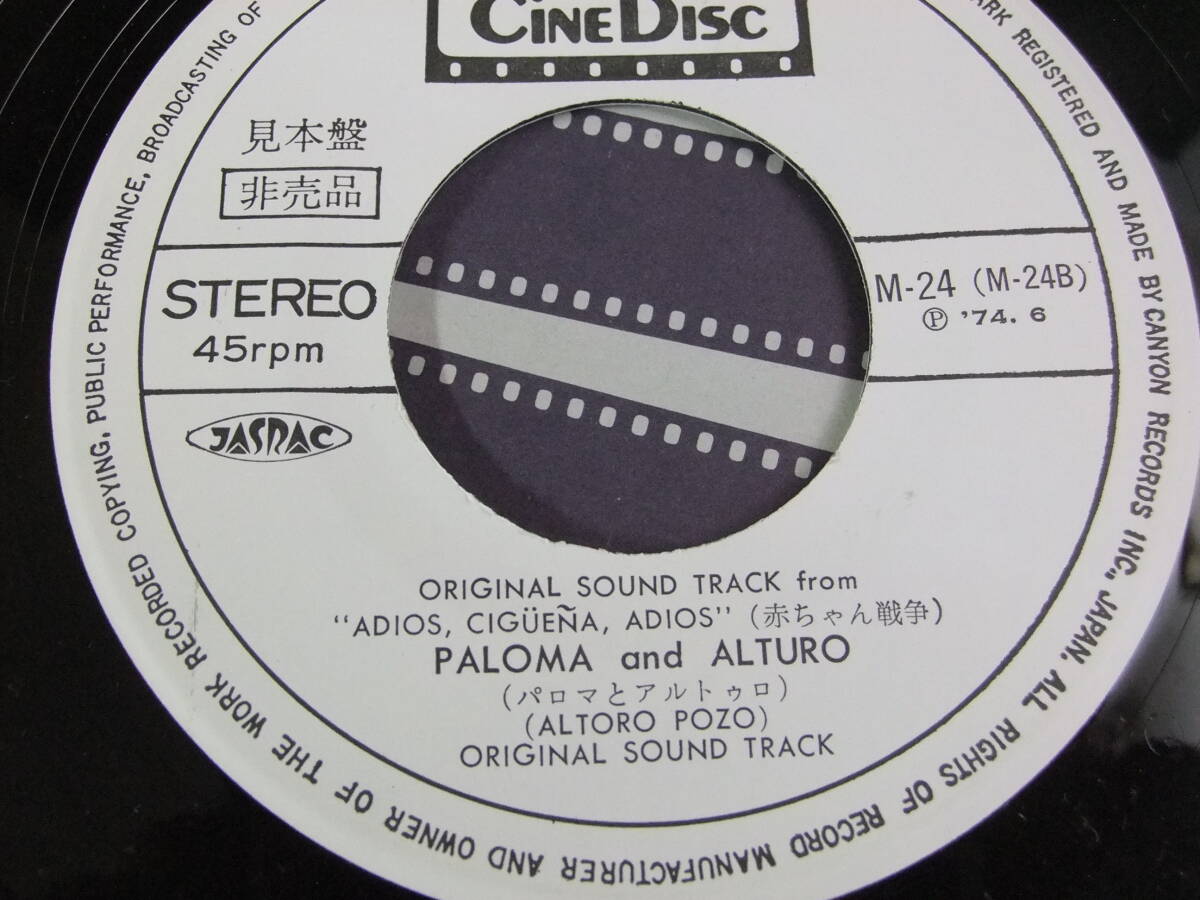 CINEDISC
見本盤
非売品
STEREO
45rpm
M-24 (M-24B)
Ⓟ '74. 6
JASRAC
ORIGINAL SOUND TRACK from
"ADIOS, CIGÜEÑA, ADIOS" (赤ちゃん戦争)
PALOMA and ALTURO
(パロマとアルトゥロ)
(ALTORO POZO)
ORIGINAL SOUND TRACK
ARK REGISTERED AND MADE BY CANYON RECORDS INC., JAPAN. ALL RIGHTS OF RECORD MANUFACTURER AND OWNER OF THE WORK RECORDED COPYING, PUBLIC PERFORMANCE, BROADCASTING OF